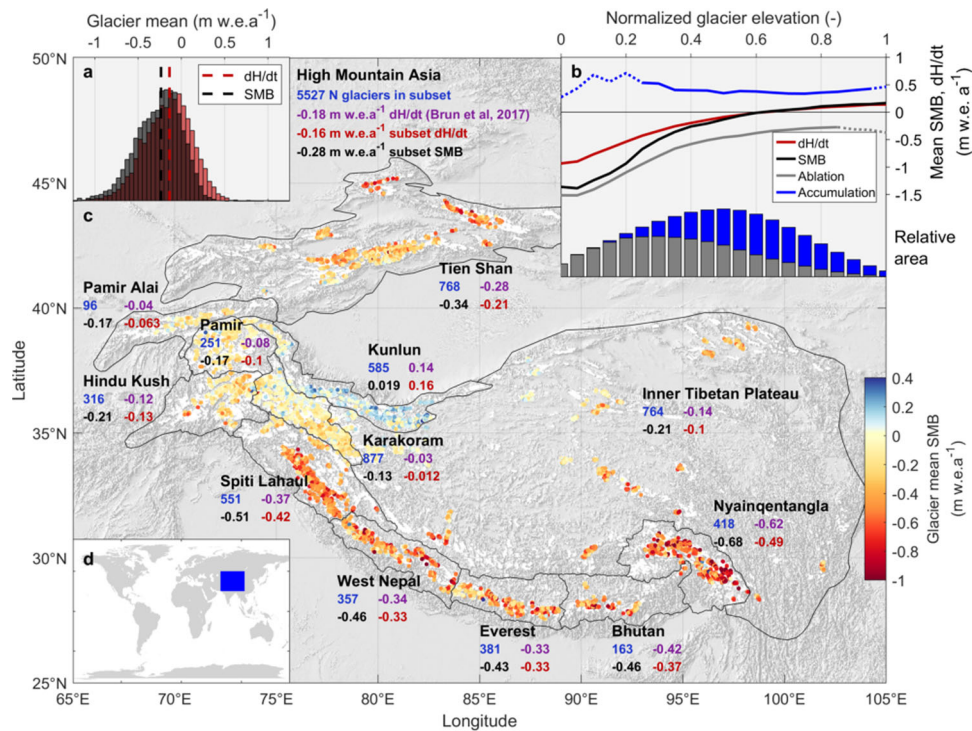 Glacier mean (m w.e.a⁻¹)
-1 -0.5 0 0.5 1
a
dH/dt
SMB
50°N
45°N
40°N
35°N
30°N
25°N
Latitude
High Mountain Asia
5527 N glaciers in subset
-0.18 m w.e.a⁻¹ dH/dt (Brun et al, 2017)
-0.16 m w.e.a⁻¹ subset dH/dt
-0.28 m w.e.a⁻¹ subset SMB
Normalized glacier elevation (-)
0 0.2 0.4 0.6 0.8 1
b
1
0.5
0
-0.5
-1
-1.5
Mean SMB, dH/dt
(m w.e.a⁻¹)
dH/dt
SMB
Ablation
Accumulation
Relative
area
c
Tien Shan
768 -0.28
-0.34 -0.21
Pamir Alai
96 -0.04
-0.17 -0.063
Pamir
251 -0.08
-0.17 -0.1
Kunlun
585 0.14
0.019 0.16
Hindu Kush
316 -0.12
-0.21 -0.13
Inner Tibetan Plateau
764 -0.14
-0.21 -0.1
Karakoram
877 -0.03
-0.13 -0.012
Spiti Lahaul
551 -0.37
-0.51 -0.42
Nyainqentangla
418 -0.62
-0.68 -0.49
West Nepal
357 -0.34
-0.46 -0.33
Everest
381 -0.33
-0.43 -0.33
Bhutan
163 -0.42
-0.46 -0.37
0.4
0.2
0
-0.2
-0.4
-0.6
-0.8
-1
Glacier mean SMB
(m w.e.a⁻¹)
d
65°E 70°E 75°E 80°E 85°E 90°E 95°E 100°E 105°E
Longitude